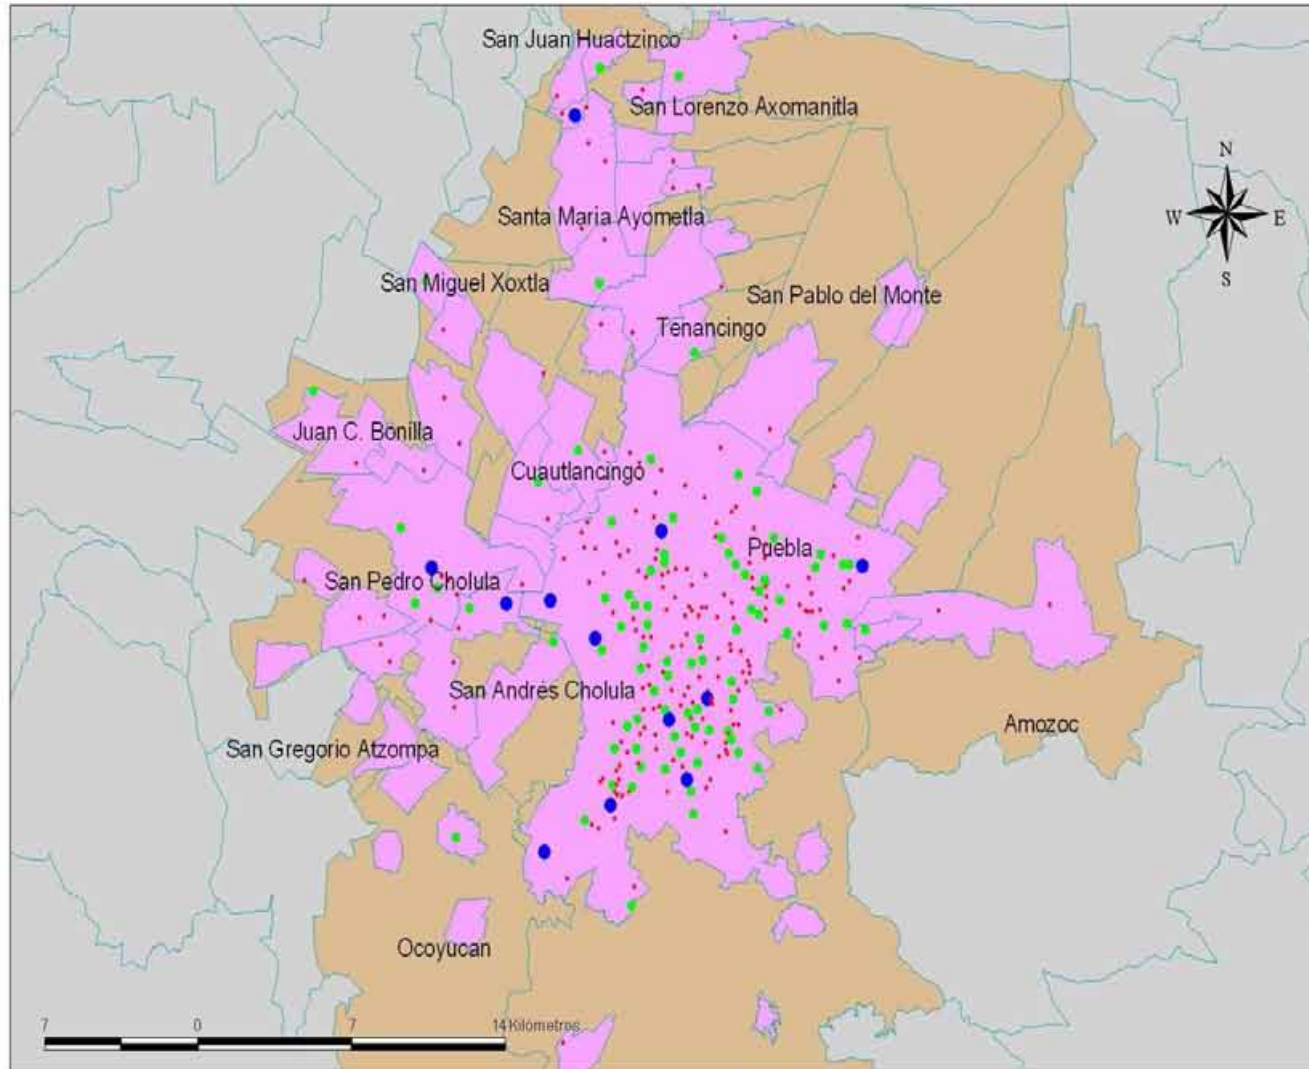 San Juan Huactzinco
San Lorenzo Axomanitla
N
W E
S
Santa Maria Ayometla
San Miguel Xoxtla
San Pablo del Monte
Tenancingo
Juan C. Bonilla
Cuautlancingó
Puebla
San Pedro Cholula
San Andrés Cholula
Amozoc
San Gregorio Atzompa
Ocoyucan
7 0 7 14 Kilómetros